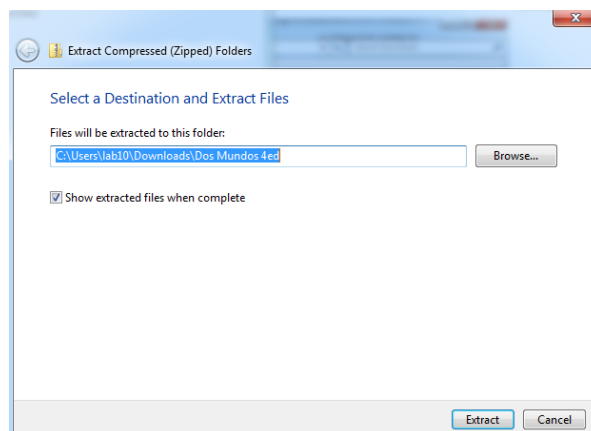 Extract Compressed (Zipped) Folders
Select a Destination and Extract Files
Files will be extracted to this folder:
C:\Users\lab10\Downloads\Dos Mundos 4ed
Browse...
Show extracted files when complete
Extract
Cancel